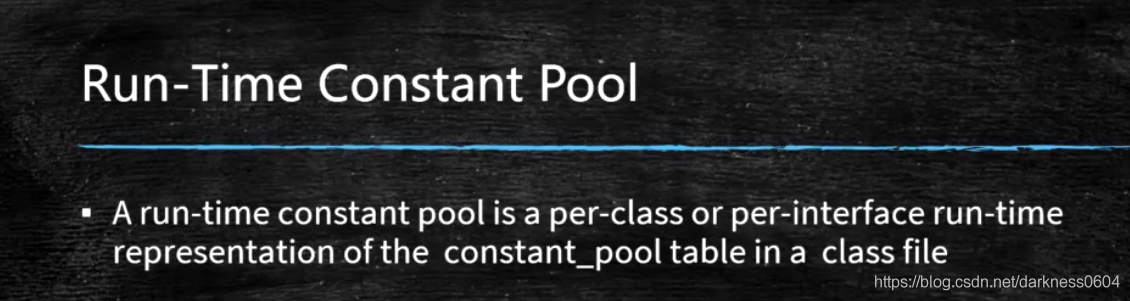 Run-Time Constant Pool
▪ A run-time constant pool is a per-class or per-interface run-time
representation of the constant_pool table in a class file
https://blog.csdn.net/darkness0604